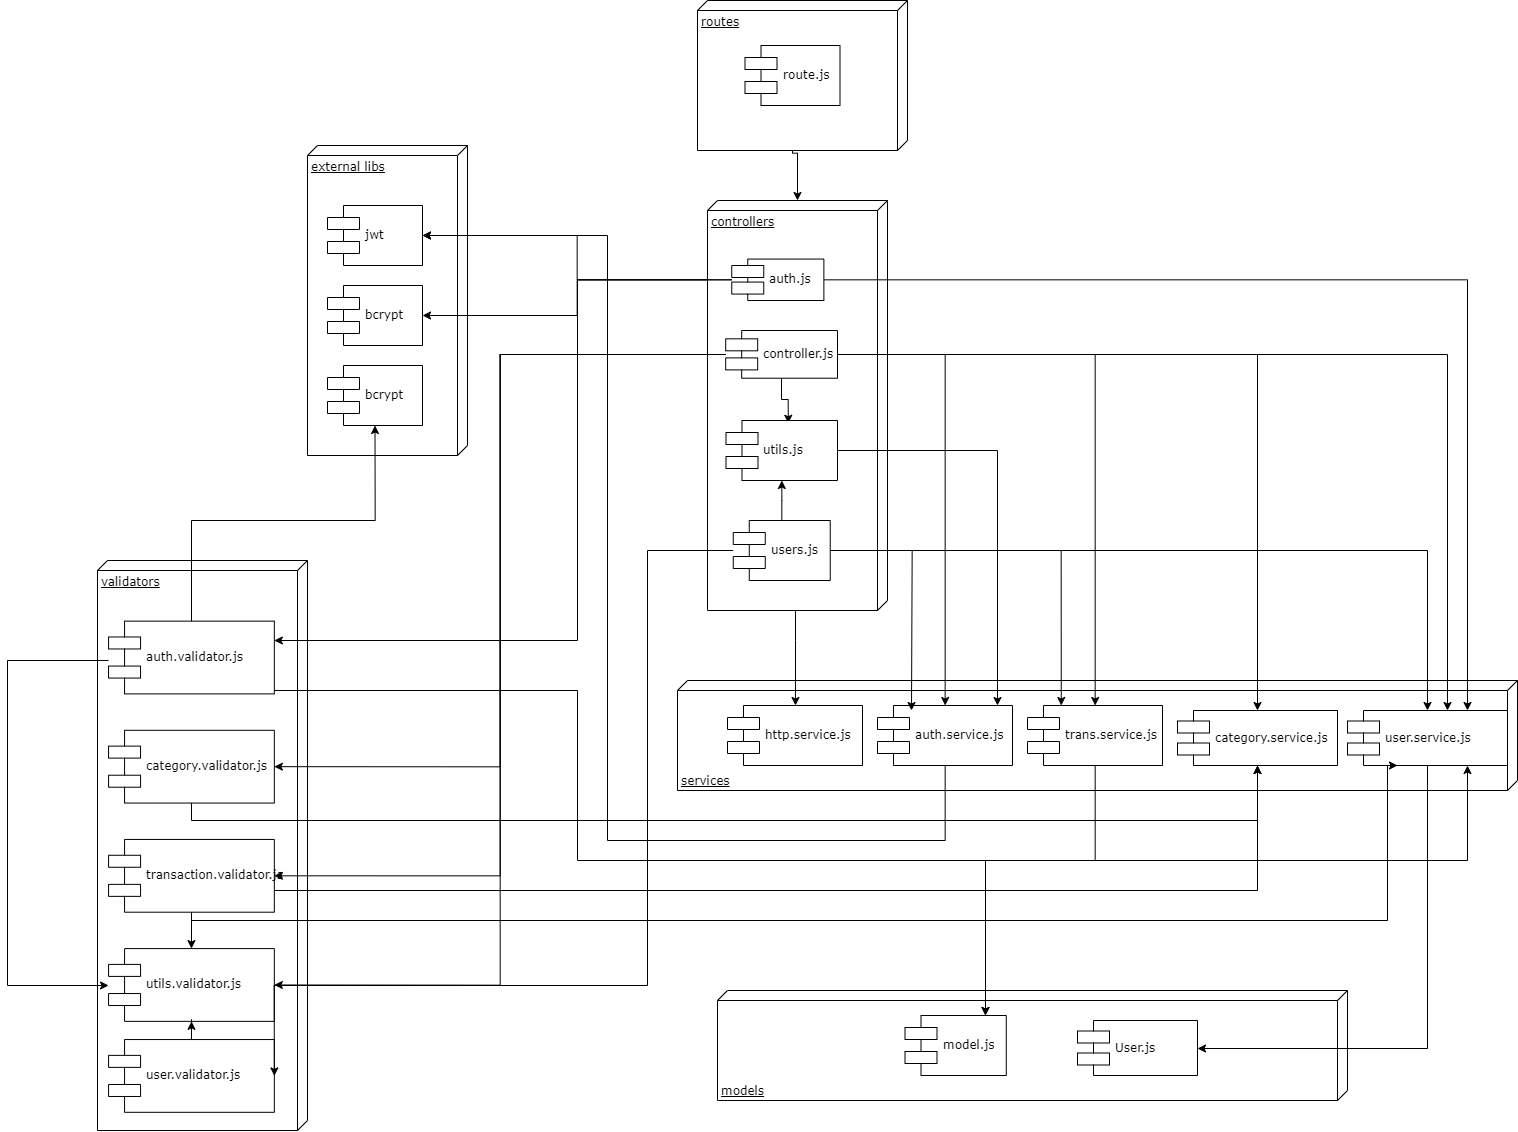 routes
route.js
external libs
jwt
bcrypt
bcrypt
controllers
auth.js
controller.js
utils.js
users.js
validators
auth.validator.js
category.validator.js
transaction.validator.js
utils.validator.js
user.validator.js
http.service.js
auth.service.js
trans.service.js
category.service.js
user.service.js
services
model.js
User.js
models